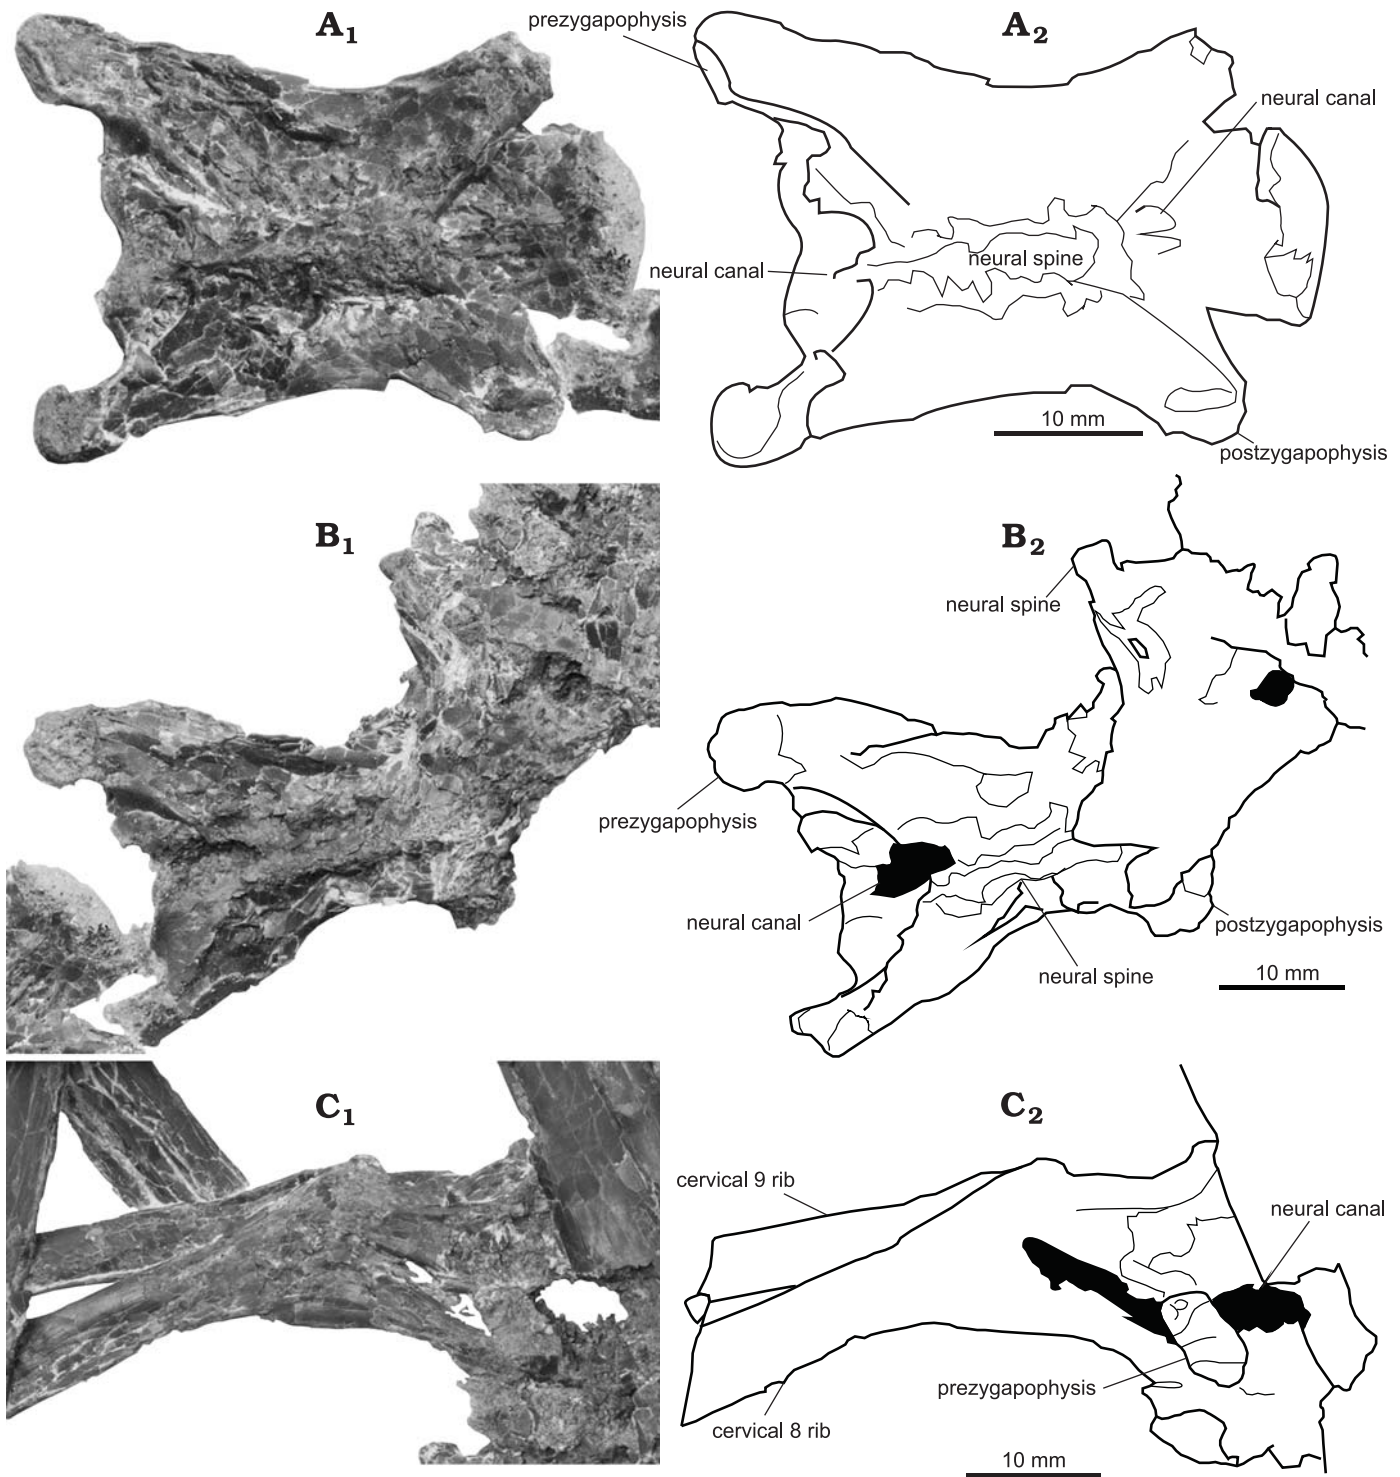 A1
A2
prezygapophysis
neural canal
neural canal
neural spine
10 mm
postzygapophysis
B1
B2
neural spine
prezygapophysis
neural canal
postzygapophysis
neural spine
10 mm
C1
C2
cervical 9 rib
neural canal
prezygapophysis
cervical 8 rib
10 mm